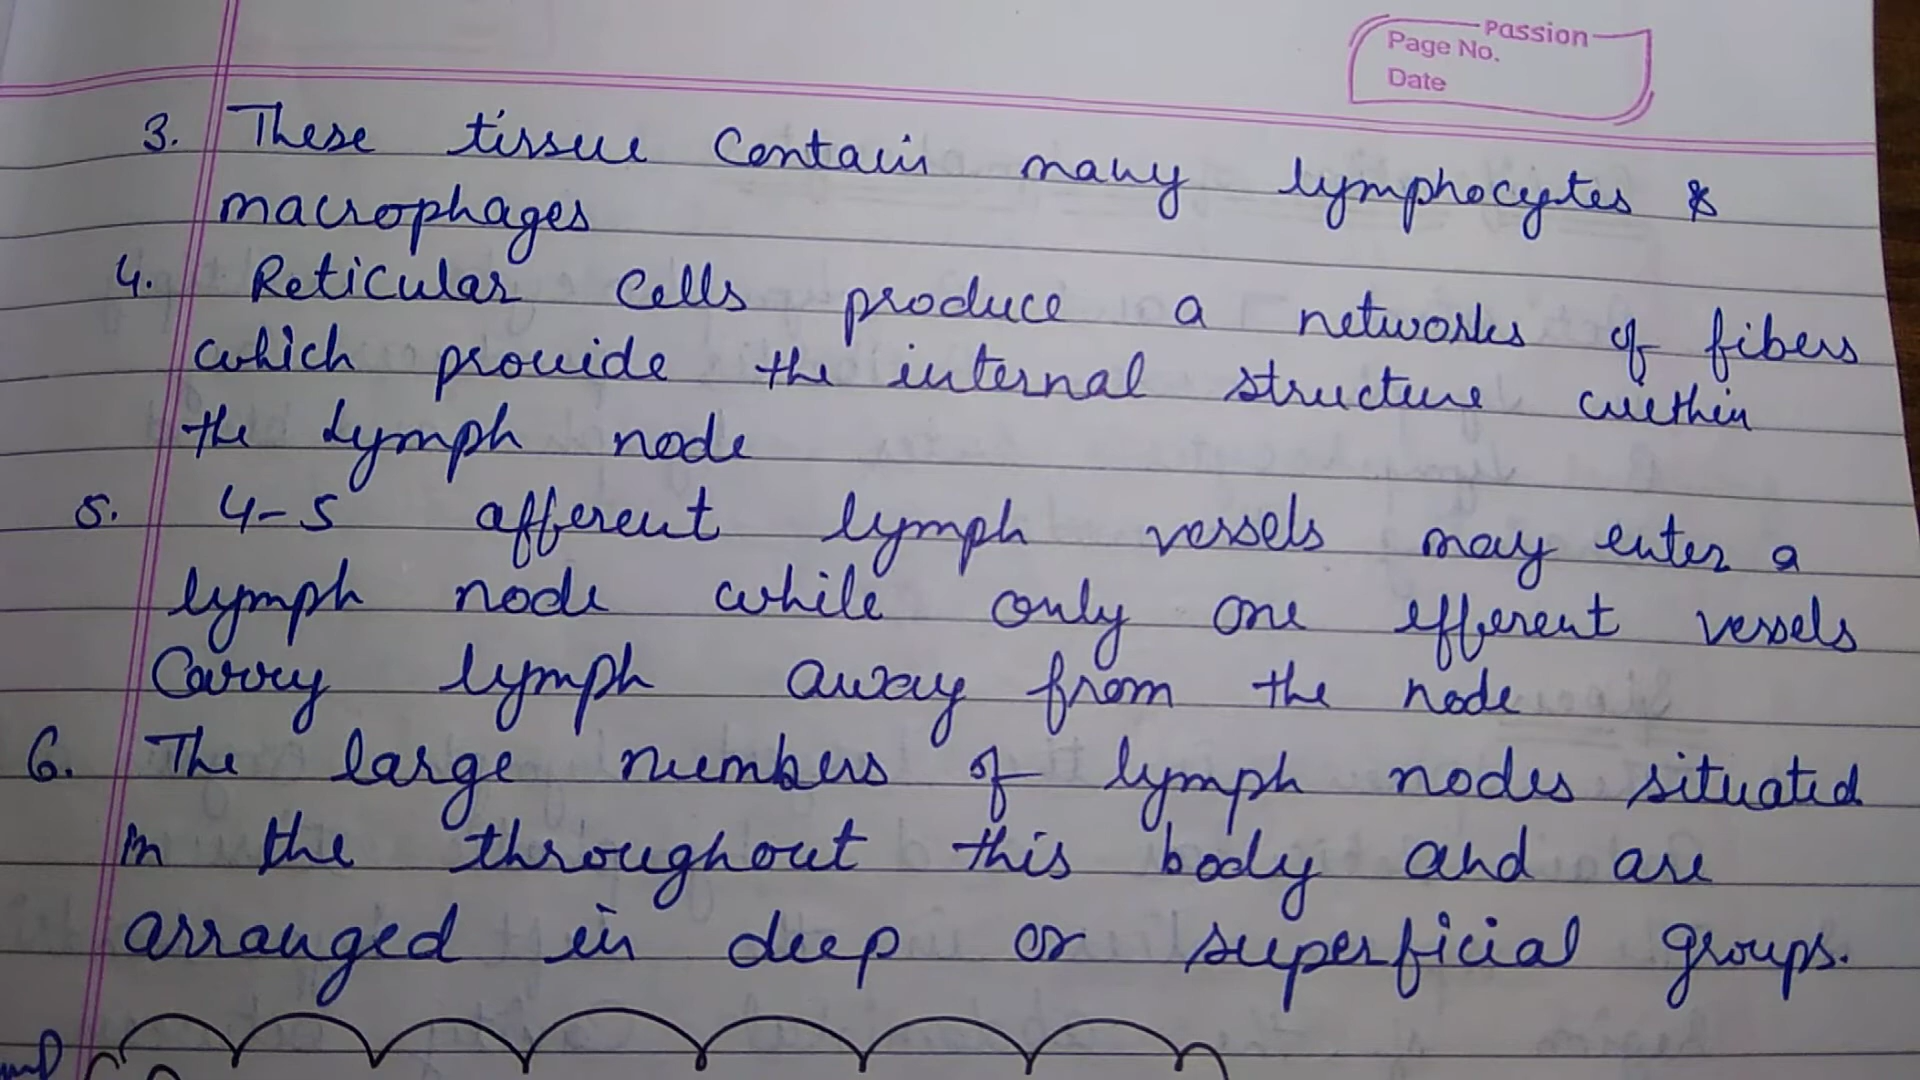 Passion
Page No.
Date
3. These tissue Contain many lymphocytes &
macrophages
4. Reticular Cells produce a networks of fibers
which provide the internal structure within
the lymph node
5. 4-5 afferent lymph vessels may enter a
lymph node while only one efferent vessels
Carry lymph away from the node
6. The large numbers of lymph nodes situated
in the throughout this body and are
arranged in deep or superficial groups.